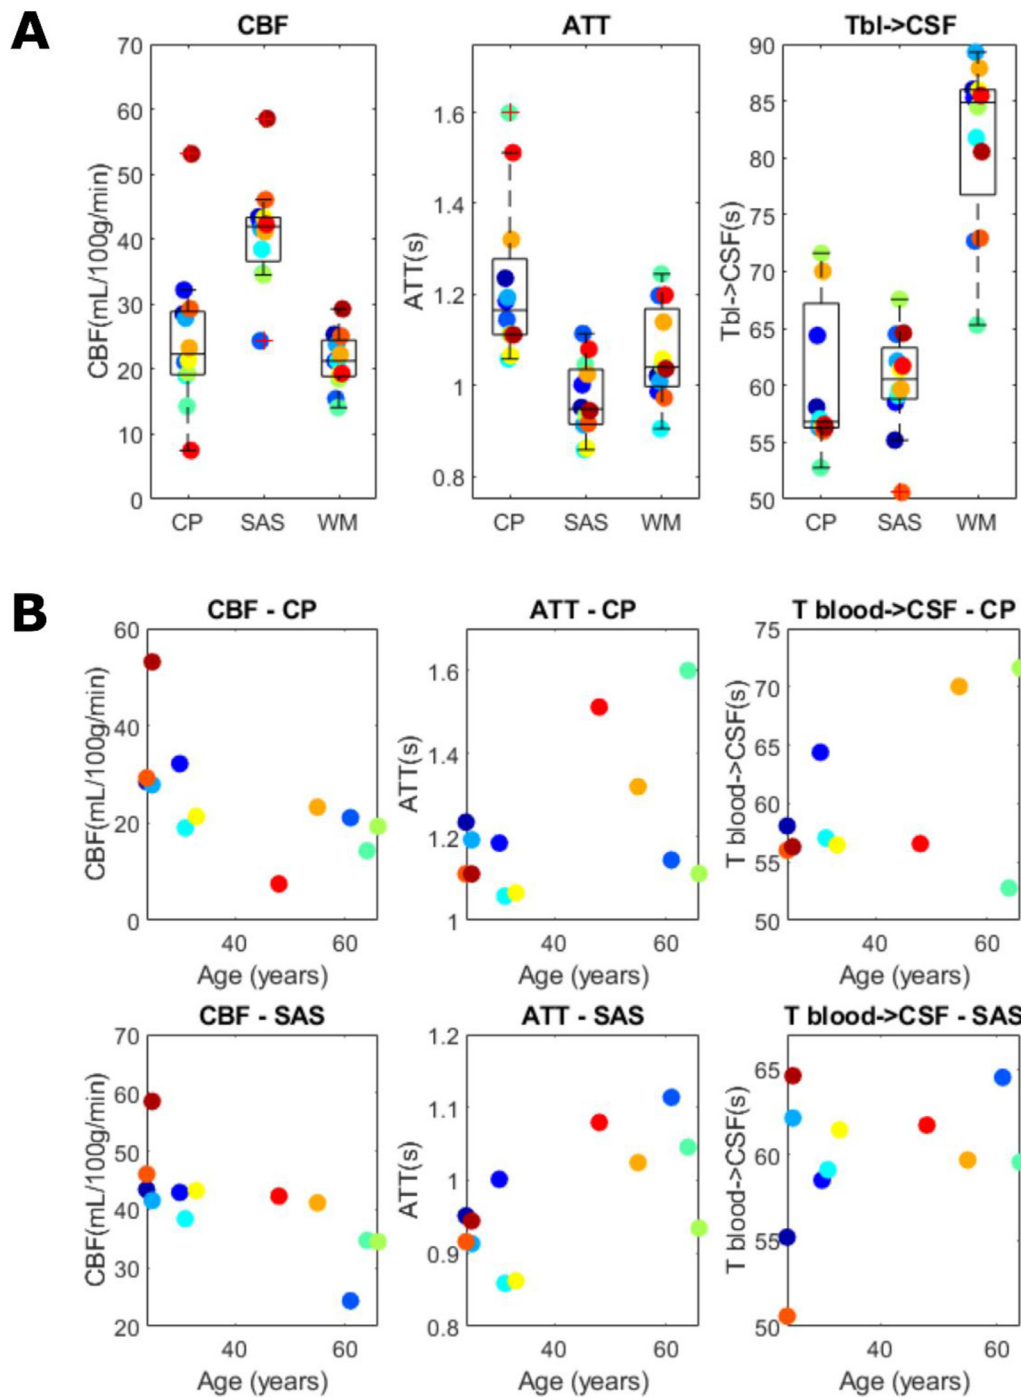 A
CBF
ATT
Tbl->CSF
CBF(mL/100g/min)
70
60
50
40
30
20
10
0
CP
SAS
WM
ATT(s)
1.6
1.4
1.2
1
0.8
CP
SAS
WM
Tbl->CSF(s)
90
85
80
75
70
65
60
55
50
CP
SAS
WM
B
CBF - CP
ATT - CP
T blood->CSF - CP
CBF(mL/100g/min)
60
40
20
0
40
60
Age (years)
ATT(s)
1.6
1.4
1.2
1
40
60
Age (years)
T blood->CSF(s)
75
70
65
60
55
50
40
60
Age (years)
CBF - SAS
ATT - SAS
T blood->CSF - SAS
CBF(mL/100g/min)
70
60
50
40
30
20
40
60
Age (years)
ATT(s)
1.2
1.1
1
0.9
0.8
40
60
Age (years)
T blood->CSF(s)
65
60
55
50
40
60
Age (years)